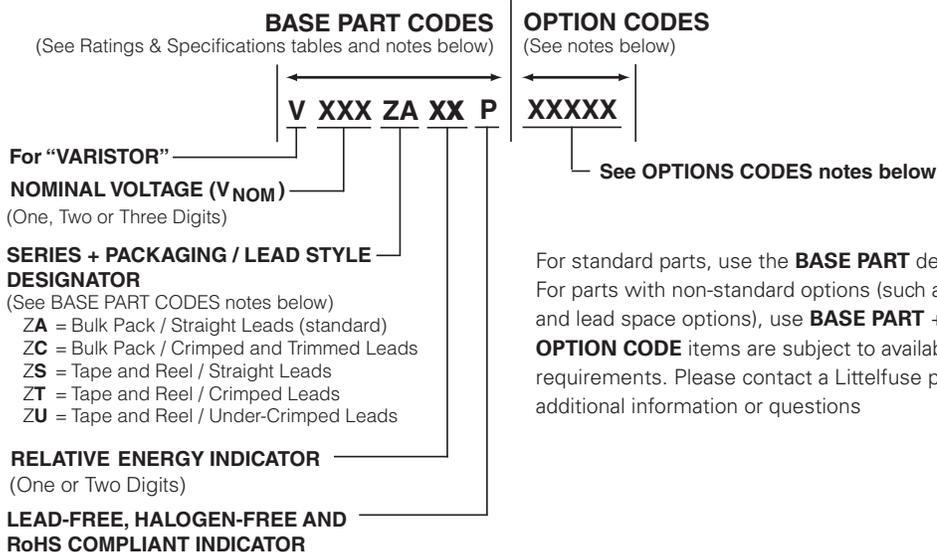 BASE PART CODES
(See Ratings & Specifications tables and notes below)
OPTION CODES
(See notes below)
V XXX ZA XX P XXXXX
For “VARISTOR”
See OPTIONS CODES notes below
NOMINAL VOLTAGE (VNOM)
(One, Two or Three Digits)
SERIES + PACKAGING / LEAD STYLE
DESIGNATOR
(See BASE PART CODES notes below)
ZA = Bulk Pack / Straight Leads (standard)
ZC = Bulk Pack / Crimped and Trimmed Leads
ZS = Tape and Reel / Straight Leads
ZT = Tape and Reel / Crimped Leads
ZU = Tape and Reel / Under-Crimped Leads
RELATIVE ENERGY INDICATOR
(One or Two Digits)
LEAD-FREE, HALOGEN-FREE AND
RoHS COMPLIANT INDICATOR
For standard parts, use the BASE PART
For parts with non-standard options (such
and lead space options), use BASE PART +
OPTION CODE items are subject to
requirements. Please contact a Littelfuse
additional information or questions